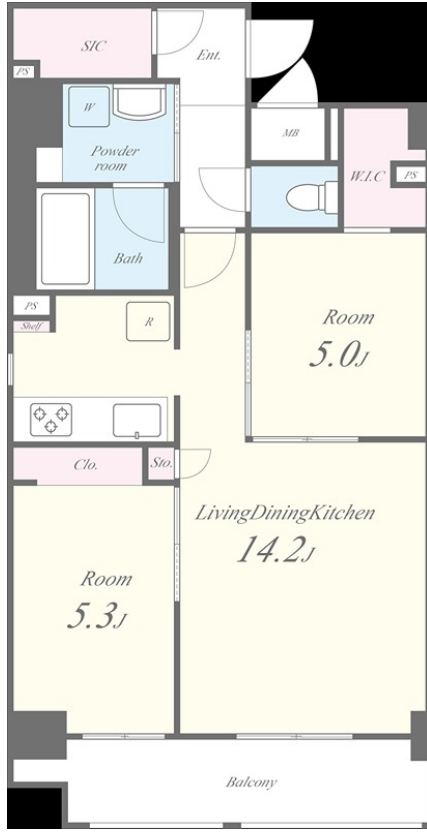 SIC
Ent.
PS
W
Powder
room
MB
W.I.C
PS
Bath
PS
Shelf
R
Room
5.0J
Clo.
Sto.
LivingDiningKitchen
14.2J
Room
5.3J
Balcony